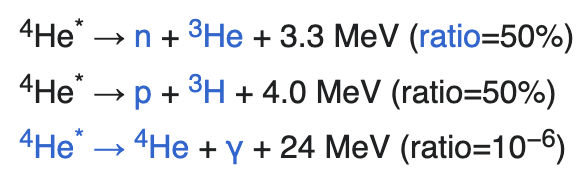 ⁴He* → n + ³He + 3.3 MeV (ratio=50%)
⁴He* → p + ³H + 4.0 MeV (ratio=50%)
⁴He* → ⁴He + γ + 24 MeV (ratio=10⁻⁶)